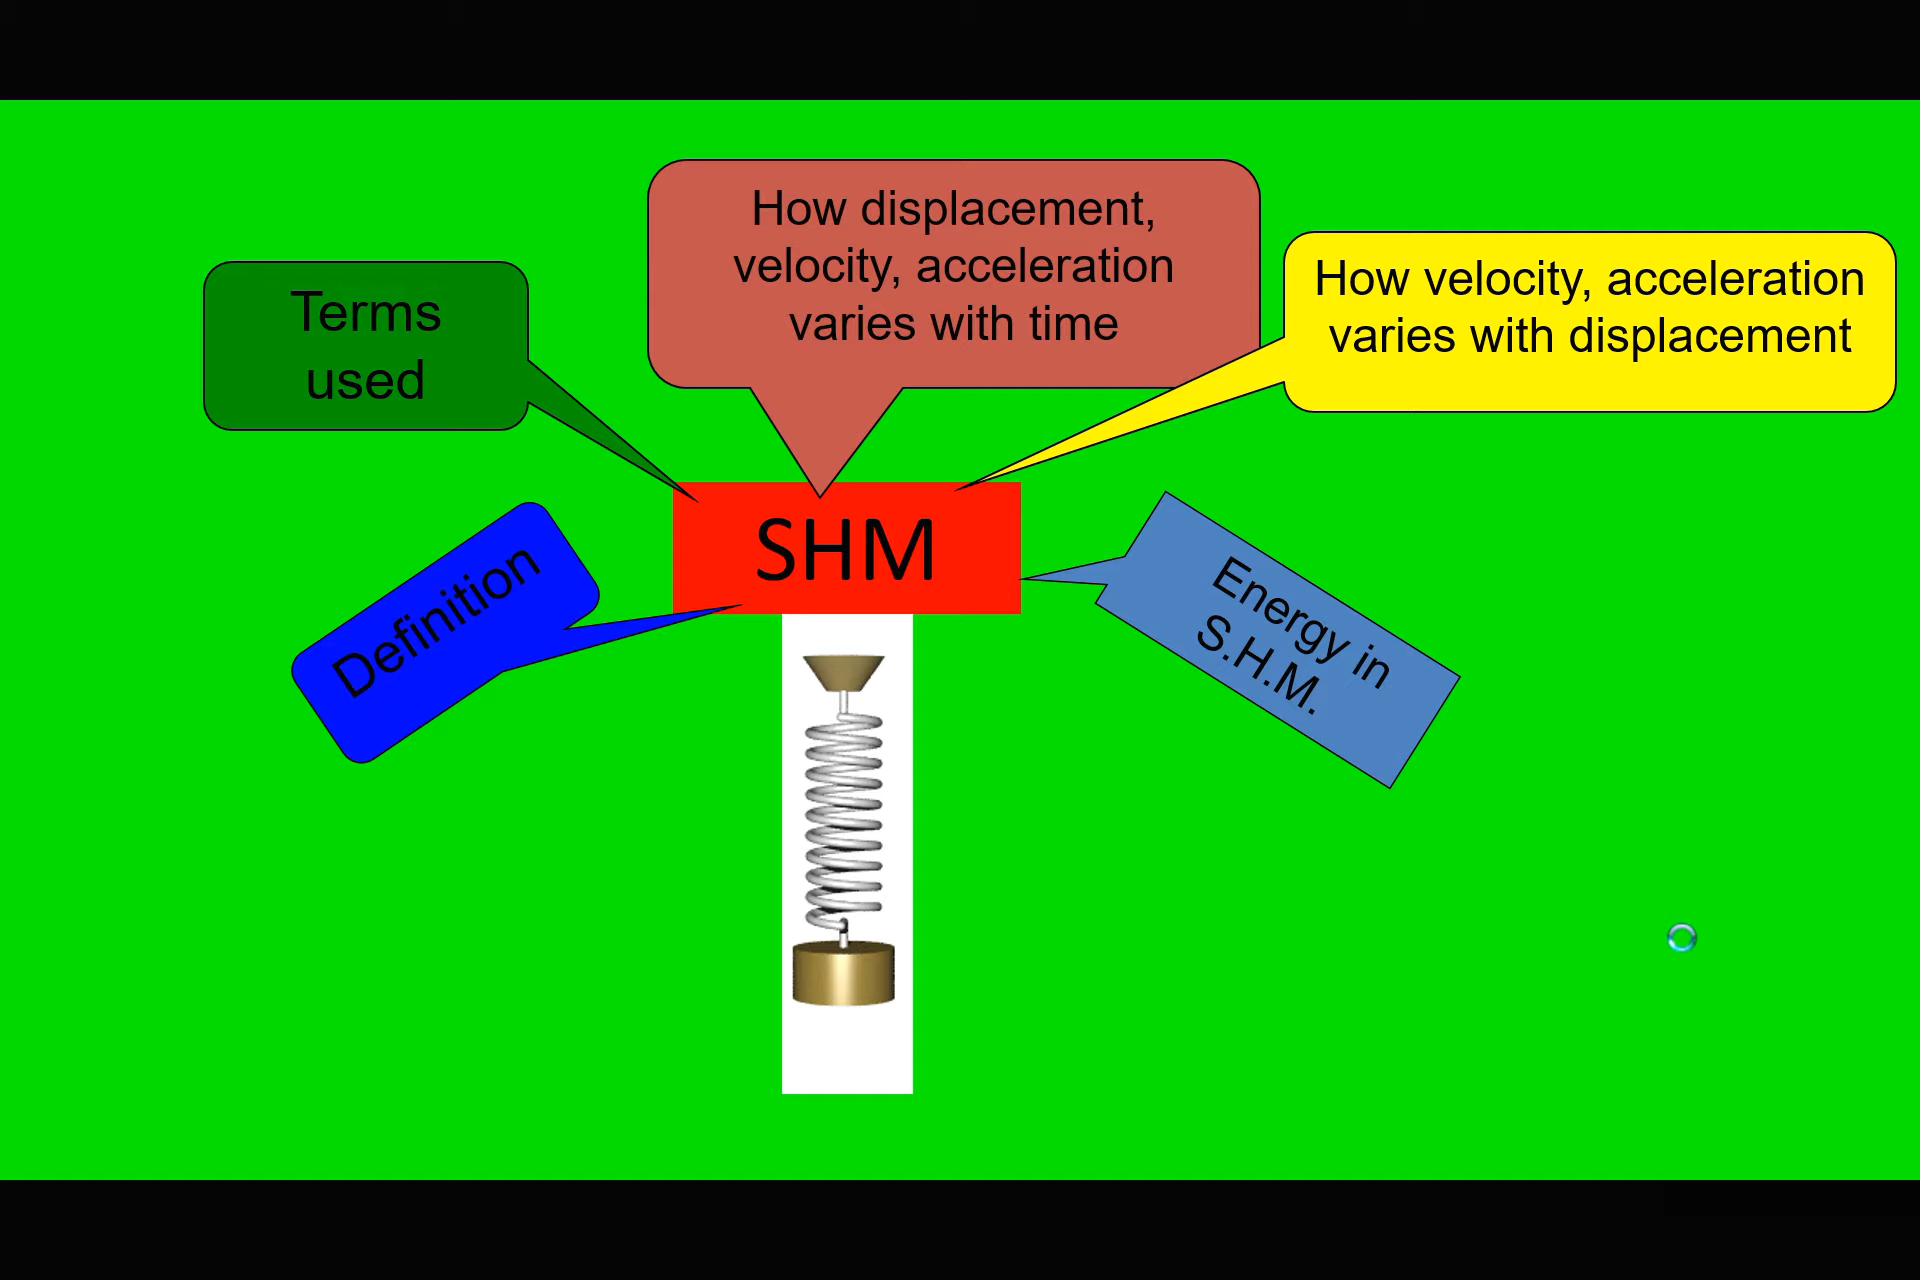 Terms
used
How displacement,
velocity, acceleration
varies with time
How velocity, acceleration
varies with displacement
SHM
Definition
Energy in
S.H.M.